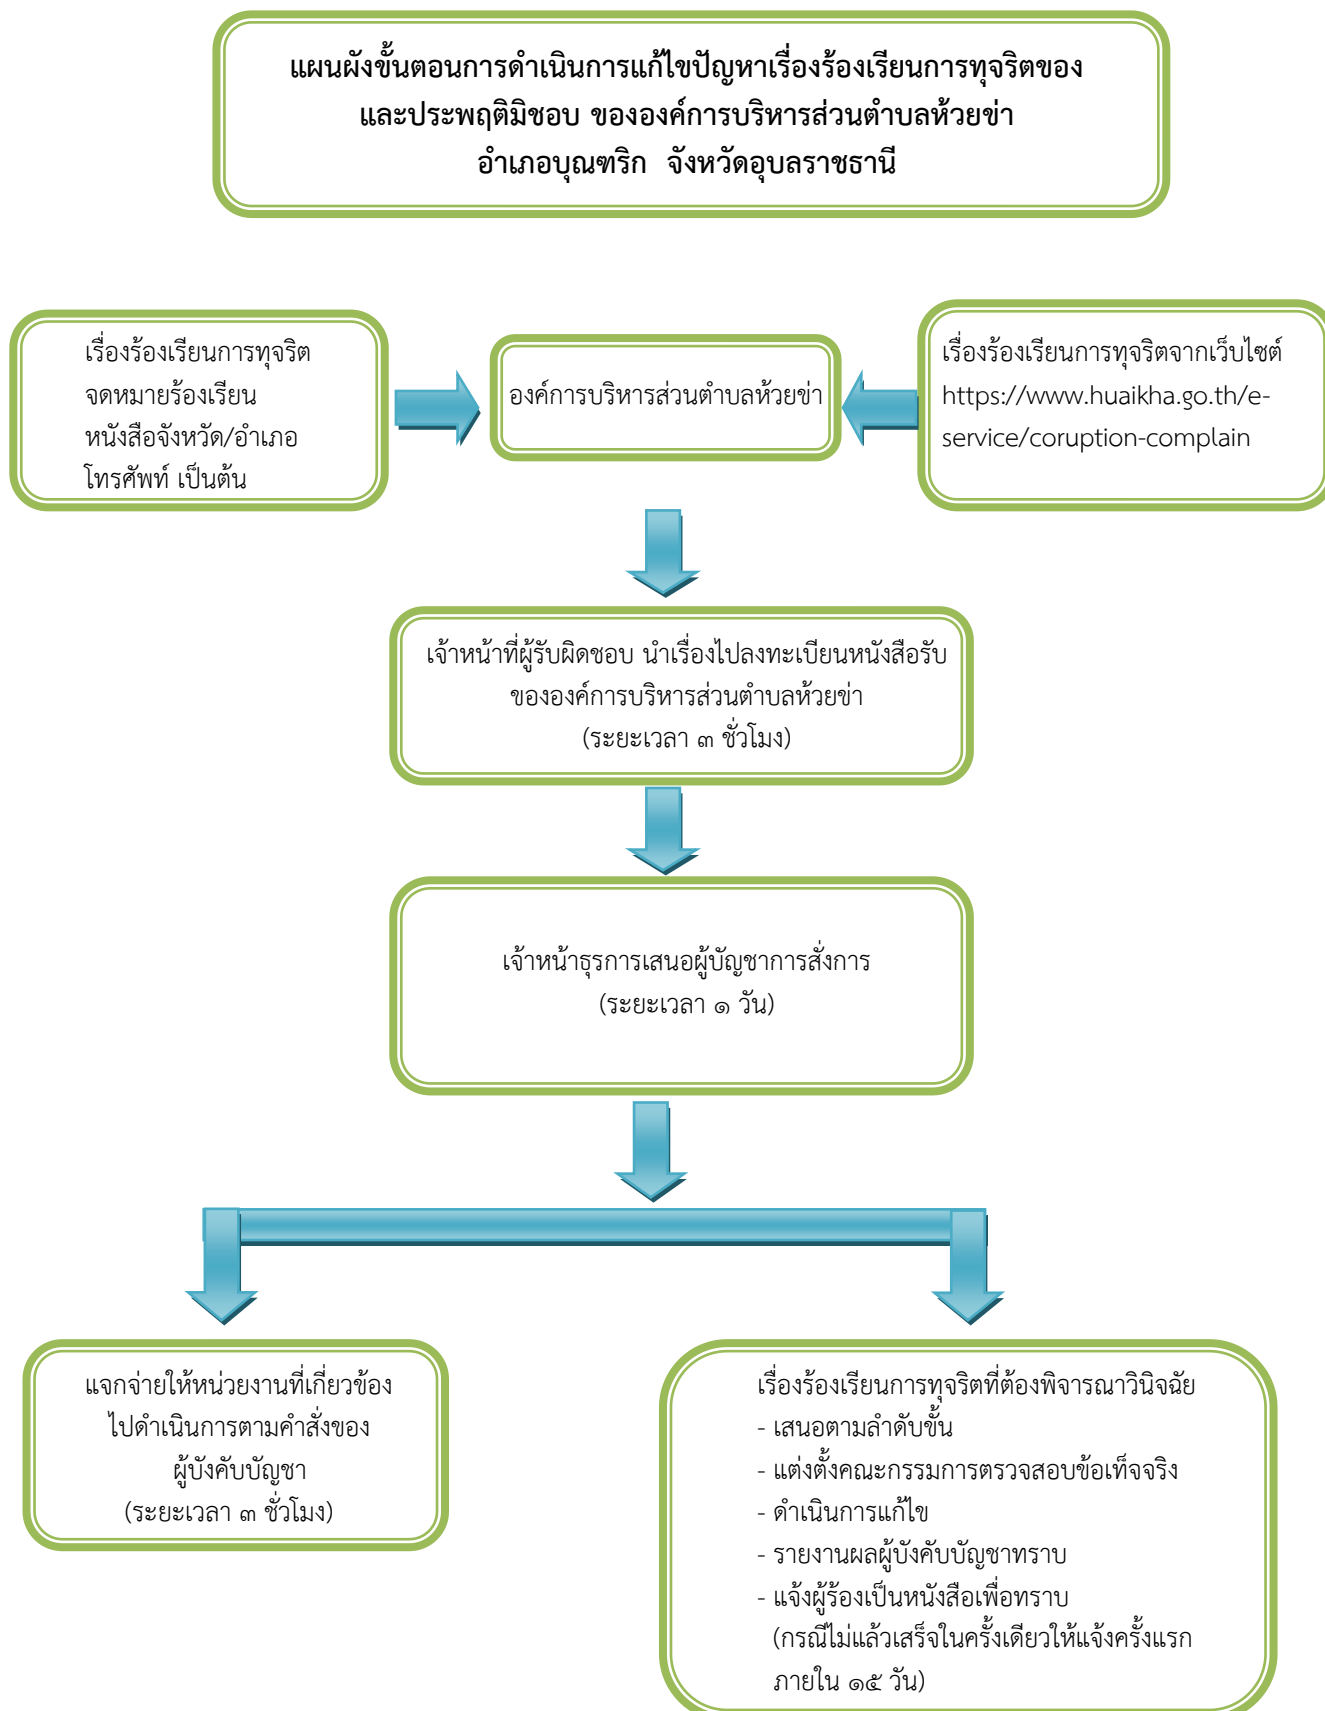 แผนผังขั้นตอนการดำเนินการแก้ไขปัญหาเรื่องร้องเรียนการทุจริตของ
และประพฤติมิชอบ ขององค์การบริหารส่วนตำบลห้วยข่า
อำเภอบุณฑริก จังหวัดอุบลราชธานี
เรื่องร้องเรียนการทุจริต
จดหมายร้องเรียน
หนังสือจังหวัด/อำเภอ
โทรศัพท์ เป็นต้น
องค์การบริหารส่วนตำบลห้วยข่า
เรื่องร้องเรียนการทุจริตจากเว็บไซต์
https://www.huaikha.go.th/e-
service/coruption-complain
เจ้าหน้าที่ผู้รับผิดชอบ นำเรื่องไปลงทะเบียนหนังสือรับ
ขององค์การบริหารส่วนตำบลห้วยข่า
(ระยะเวลา ๓ ชั่วโมง)
เจ้าหน้าธุรการเสนอผู้บัญชาการสั่งการ
(ระยะเวลา ๑ วัน)
แจกจ่ายให้หน่วยงานที่เกี่ยวข้อง
ไปดำเนินการตามคำสั่งของ
ผู้บังคับบัญชา
(ระยะเวลา ๓ ชั่วโมง)
เรื่องร้องเรียนการทุจริตที่ต้องพิจารณาวินิจฉัย
- เสนอตามลำดับขั้น
- แต่งตั้งคณะกรรมการตรวจสอบข้อเท็จจริง
- ดำเนินการแก้ไข
- รายงานผลผู้บังคับบัญชาทราบ
- แจ้งผู้ร้องเป็นหนังสือเพื่อทราบ
(กรณีไม่แล้วเสร็จในครั้งเดียวให้แจ้งครั้งแรก
ภายใน ๑๕ วัน)